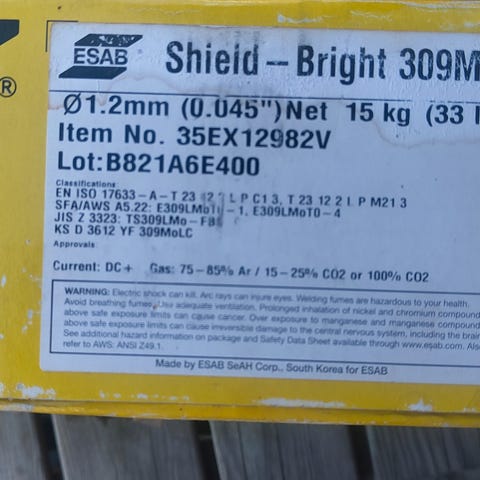 ®
ESAB
Shield-Bright 309M
Ø1.2mm (0.045") Net 15 kg (33
Item No. 35EX12982V
Lot:B821A6E400
Classifications
EN ISO 17633-A-T 23 12 L P C1 3, T 23 12 2 L P M21 3
SFA/AWS A5.22: E309LMoT -1, E309LMoT0-4
JIS Z 3323: TS309LMo-FB
KS D 3612 YF 309MoLC
Approvals
Current: DC+ Gas: 75-85% Ar / 15-25% CO2 or 100% CO2
WARNING: Electric shock can kill. Arc rays can injure eyes. Welding fumes are hazardous to your health.
Avoid breathing fumes. Use adequate ventilation. Prolonged inhalation of nickel and chromium compound
above safe exposure limits can cause cancer. Over exposure to manganese and manganese compound
above safe exposure limits can cause irreversible damage to the central nervous system, including the brain
See additional hazard information on package and Safety Data Sheet available through www.esab.com. Als
refer to AWS: ANSI Z49.1.
Made by ESAB SeAH Corp., South Korea for ESAB